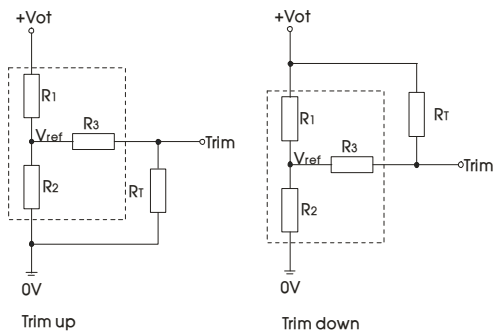 +Vot
R1
Vref
R3
Trim
R2
RT
0V
Trim up
+Vot
R1
RT
Vref
R3
Trim
R2
0V
Trim down